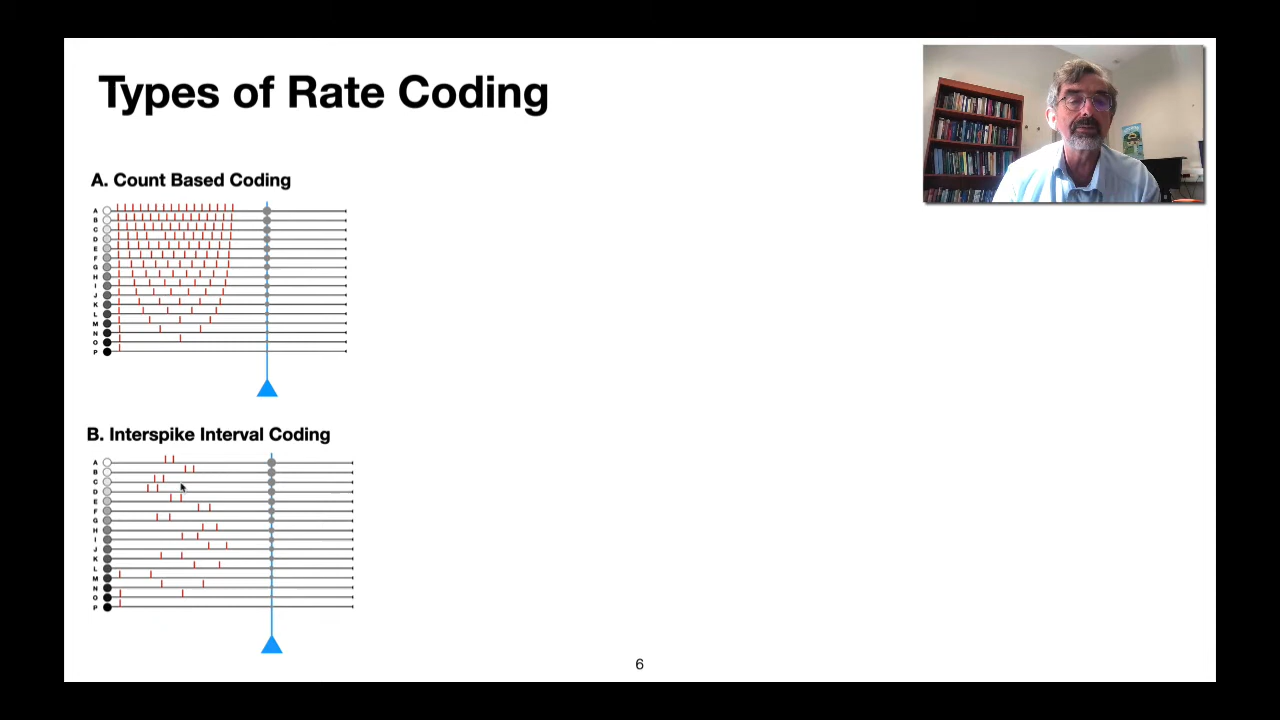 Types of Rate Coding
A. Count Based Coding
A
B
C
D
E
F
G
H
I
J
K
L
M
N
O
P
B. Interspike Interval Coding
A
B
C
D
E
F
G
H
I
J
K
L
M
N
O
P
6